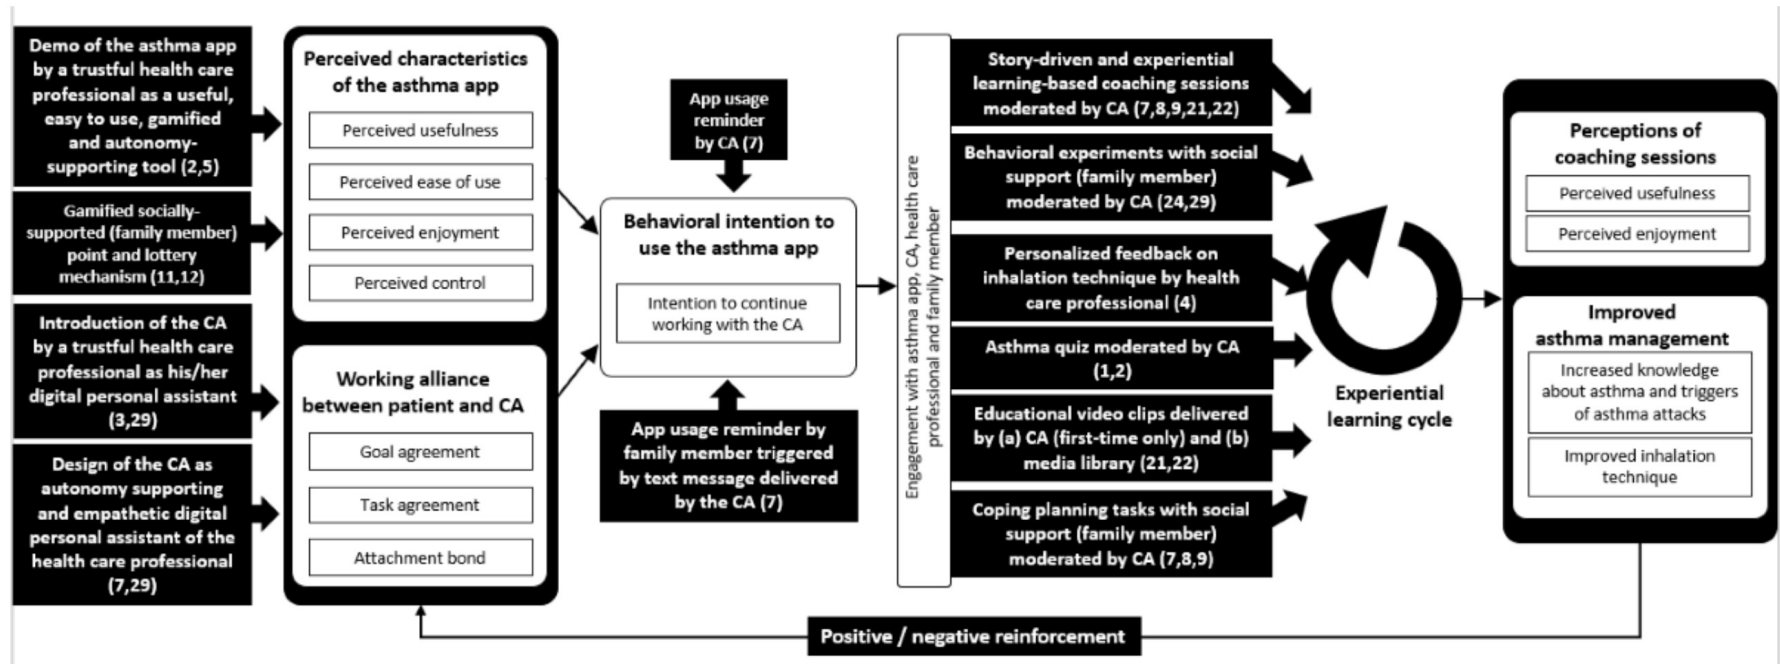 Demo of the asthma app
by a trustful health care
professional as a useful,
easy to use, gamified
and autonomy-
supporting tool (2,5)
Gamified socially-
supported (family member)
point and lottery
mechanism (11,12)
Introduction of the CA
by a trustful health care
professional as his/her
digital personal assistant
(3,29)
Design of the CA as
autonomy supporting
and empathetic digital
personal assistant of the
health care professional
(7,29)
Perceived characteristics
of the asthma app
Perceived usefulness
Perceived ease of use
Perceived enjoyment
Perceived control
Working alliance
between patient and CA
Goal agreement
Task agreement
Attachment bond
App usage
reminder
by CA (7)
Behavioral intention to
use the asthma app
Intention to continue
working with the CA
App usage reminder by
family member triggered
by text message delivered
by the CA (7)
Engagement with asthma app, CA, health care
professional and family member
Story-driven and experiential
learning-based coaching sessions
moderated by CA (7,8,9,21,22)
Behavioral experiments with social
support (family member)
moderated by CA (24,29)
Personalized feedback on
inhalation technique by health
care professional (4)
Asthma quiz moderated by CA
(1,2)
Educational video clips delivered
by (a) CA (first-time only) and (b)
media library (21,22)
Coping planning tasks with social
support (family member)
moderated by CA (7,8,9)
Experiential
learning cycle
Perceptions of
coaching sessions
Perceived usefulness
Perceived enjoyment
Improved
asthma management
Increased knowledge
about asthma and triggers
of asthma attacks
Improved inhalation
technique
Positive / negative reinforcement